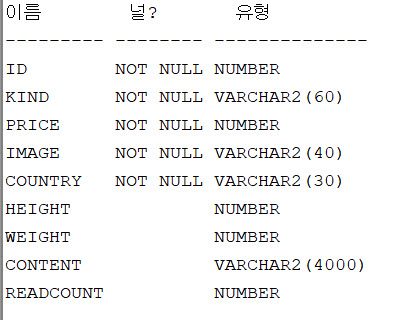 이름 널? 유형
--------- -------- --------------
ID NOT NULL NUMBER
KIND NOT NULL VARCHAR2(60)
PRICE NOT NULL NUMBER
IMAGE NOT NULL VARCHAR2(40)
COUNTRY NOT NULL VARCHAR2(30)
HEIGHT NUMBER
WEIGHT NUMBER
CONTENT VARCHAR2(4000)
READCOUNT NUMBER